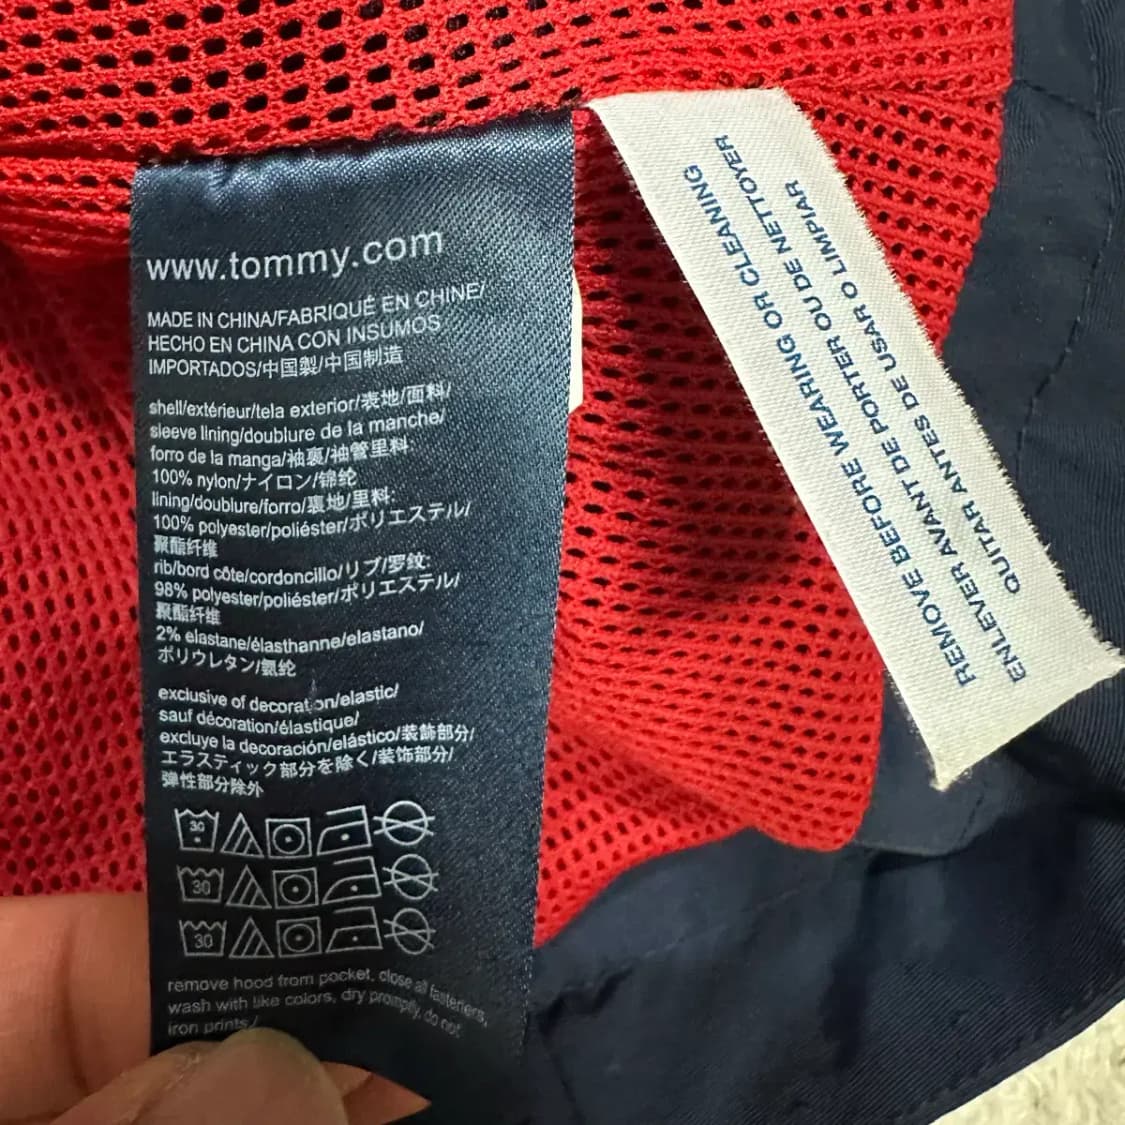 www.tommy.com
MADE IN CHINA/FABRIQUÉ EN CHINE/
HECHO EN CHINA CON INSUMOS
IMPORTADOS/中国製/中国制造
shell/extérieur/tela exterior/表地/面料/
sleeve lining/doublure de la manche/
forro de la manga/袖裏/袖管里料
100% nylon/ナイロン/锦纶
lining/doublure/forro/裏地/里料:
100% polyester/poliéster/ポリエステル/
聚酯纤维
rib/bord côte/cordoncillo/リブ/罗纹:
98% polyester/poliéster/ポリエステル/
聚酯纤维
2% elastane/élasthanne/elastano/
ポリウレタン/氨纶
exclusive of decoration/elastic/
sauf décoration/élastique/
excluye la decoración/elástico/装飾部分/
エラスティック部分を除く/装饰部分/
弹性部分除外
30
30
30
remove hood from pocket, close all fasteners,
wash with like colors, dry promptly, do not
iron prints/
REMOVE BEFORE WEARING OR CLEANING
ENLEVER AVANT DE PORTER OU DE NETTOYER
QUITAR ANTES DE USAR O LIMPIAR